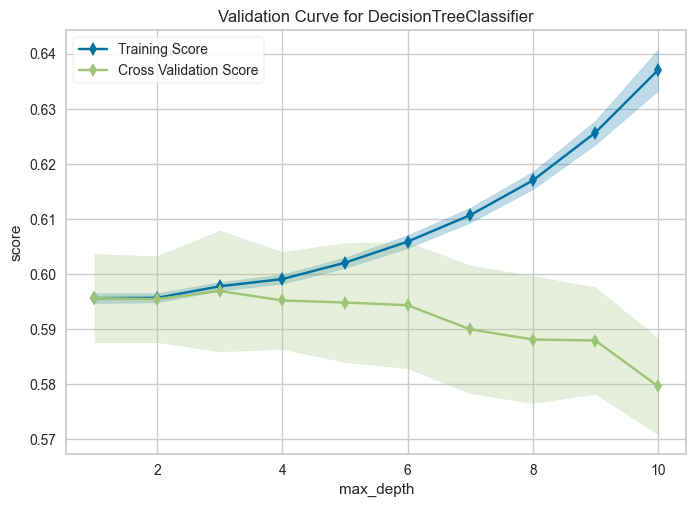 Validation Curve for DecisionTreeClassifier
Training Score
Cross Validation Score
score
0.64
0.63
0.62
0.61
0.60
0.59
0.58
0.57
2 4 6 8 10
max_depth